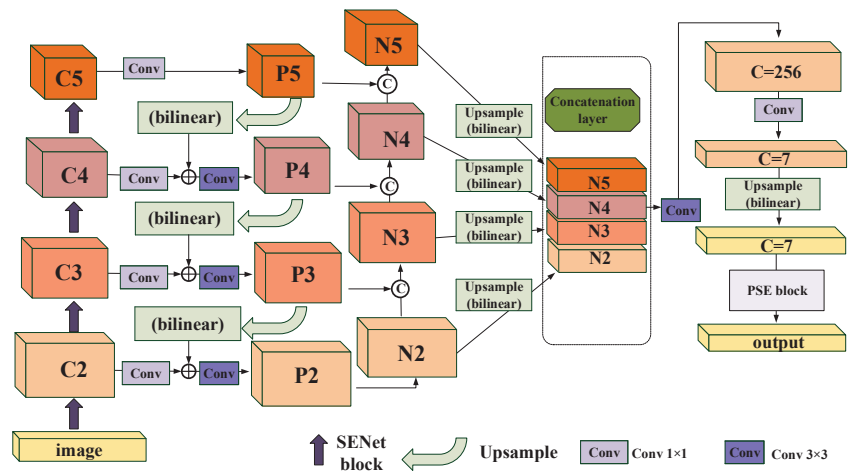 C5
Conv
P5
N5
C
(bilinear)
C4
Conv
Conv
P4
N4
C
(bilinear)
C3
Conv
Conv
P3
N3
C
(bilinear)
C2
Conv
Conv
P2
N2
image
Upsample
(bilinear)
Upsample
(bilinear)
Upsample
(bilinear)
Upsample
(bilinear)
Concatenation
layer
N5
N4
N3
N2
Conv
C=256
Conv
C=7
Upsample
(bilinear)
C=7
PSE block
output
SENet
block
Upsample
Conv
Conv 1×1
Conv
Conv 3×3